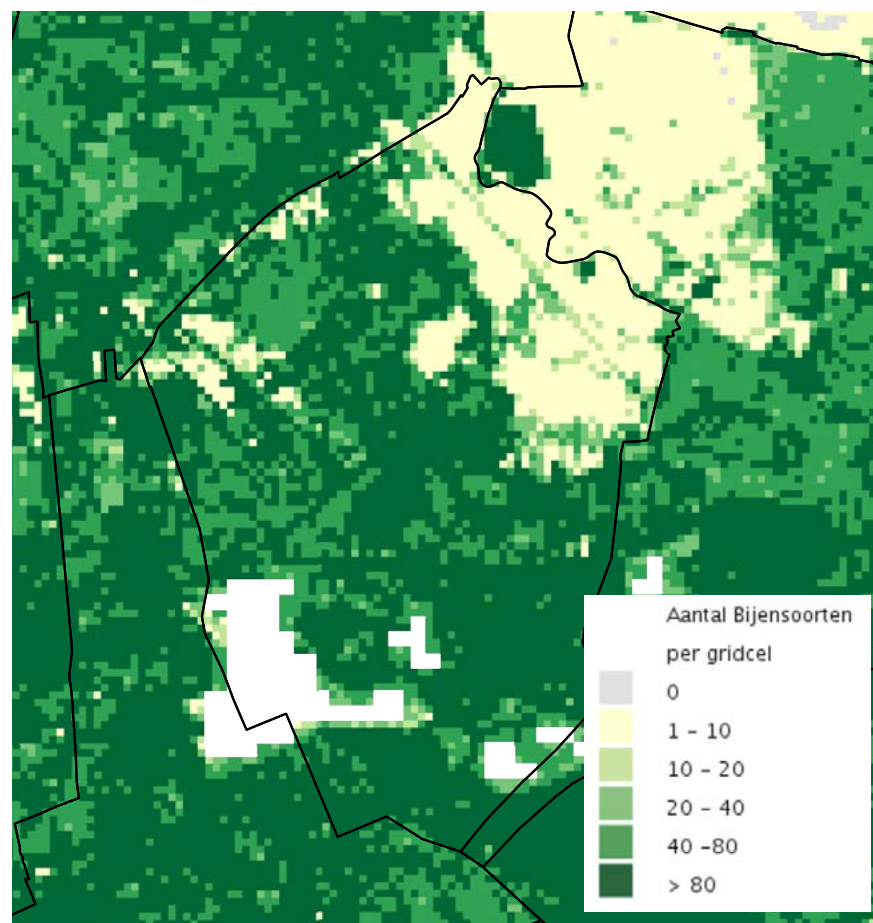 Aantal Bijensoorten
per gridcel
0
1 – 10
10 – 20
20 – 40
40 –80
> 80